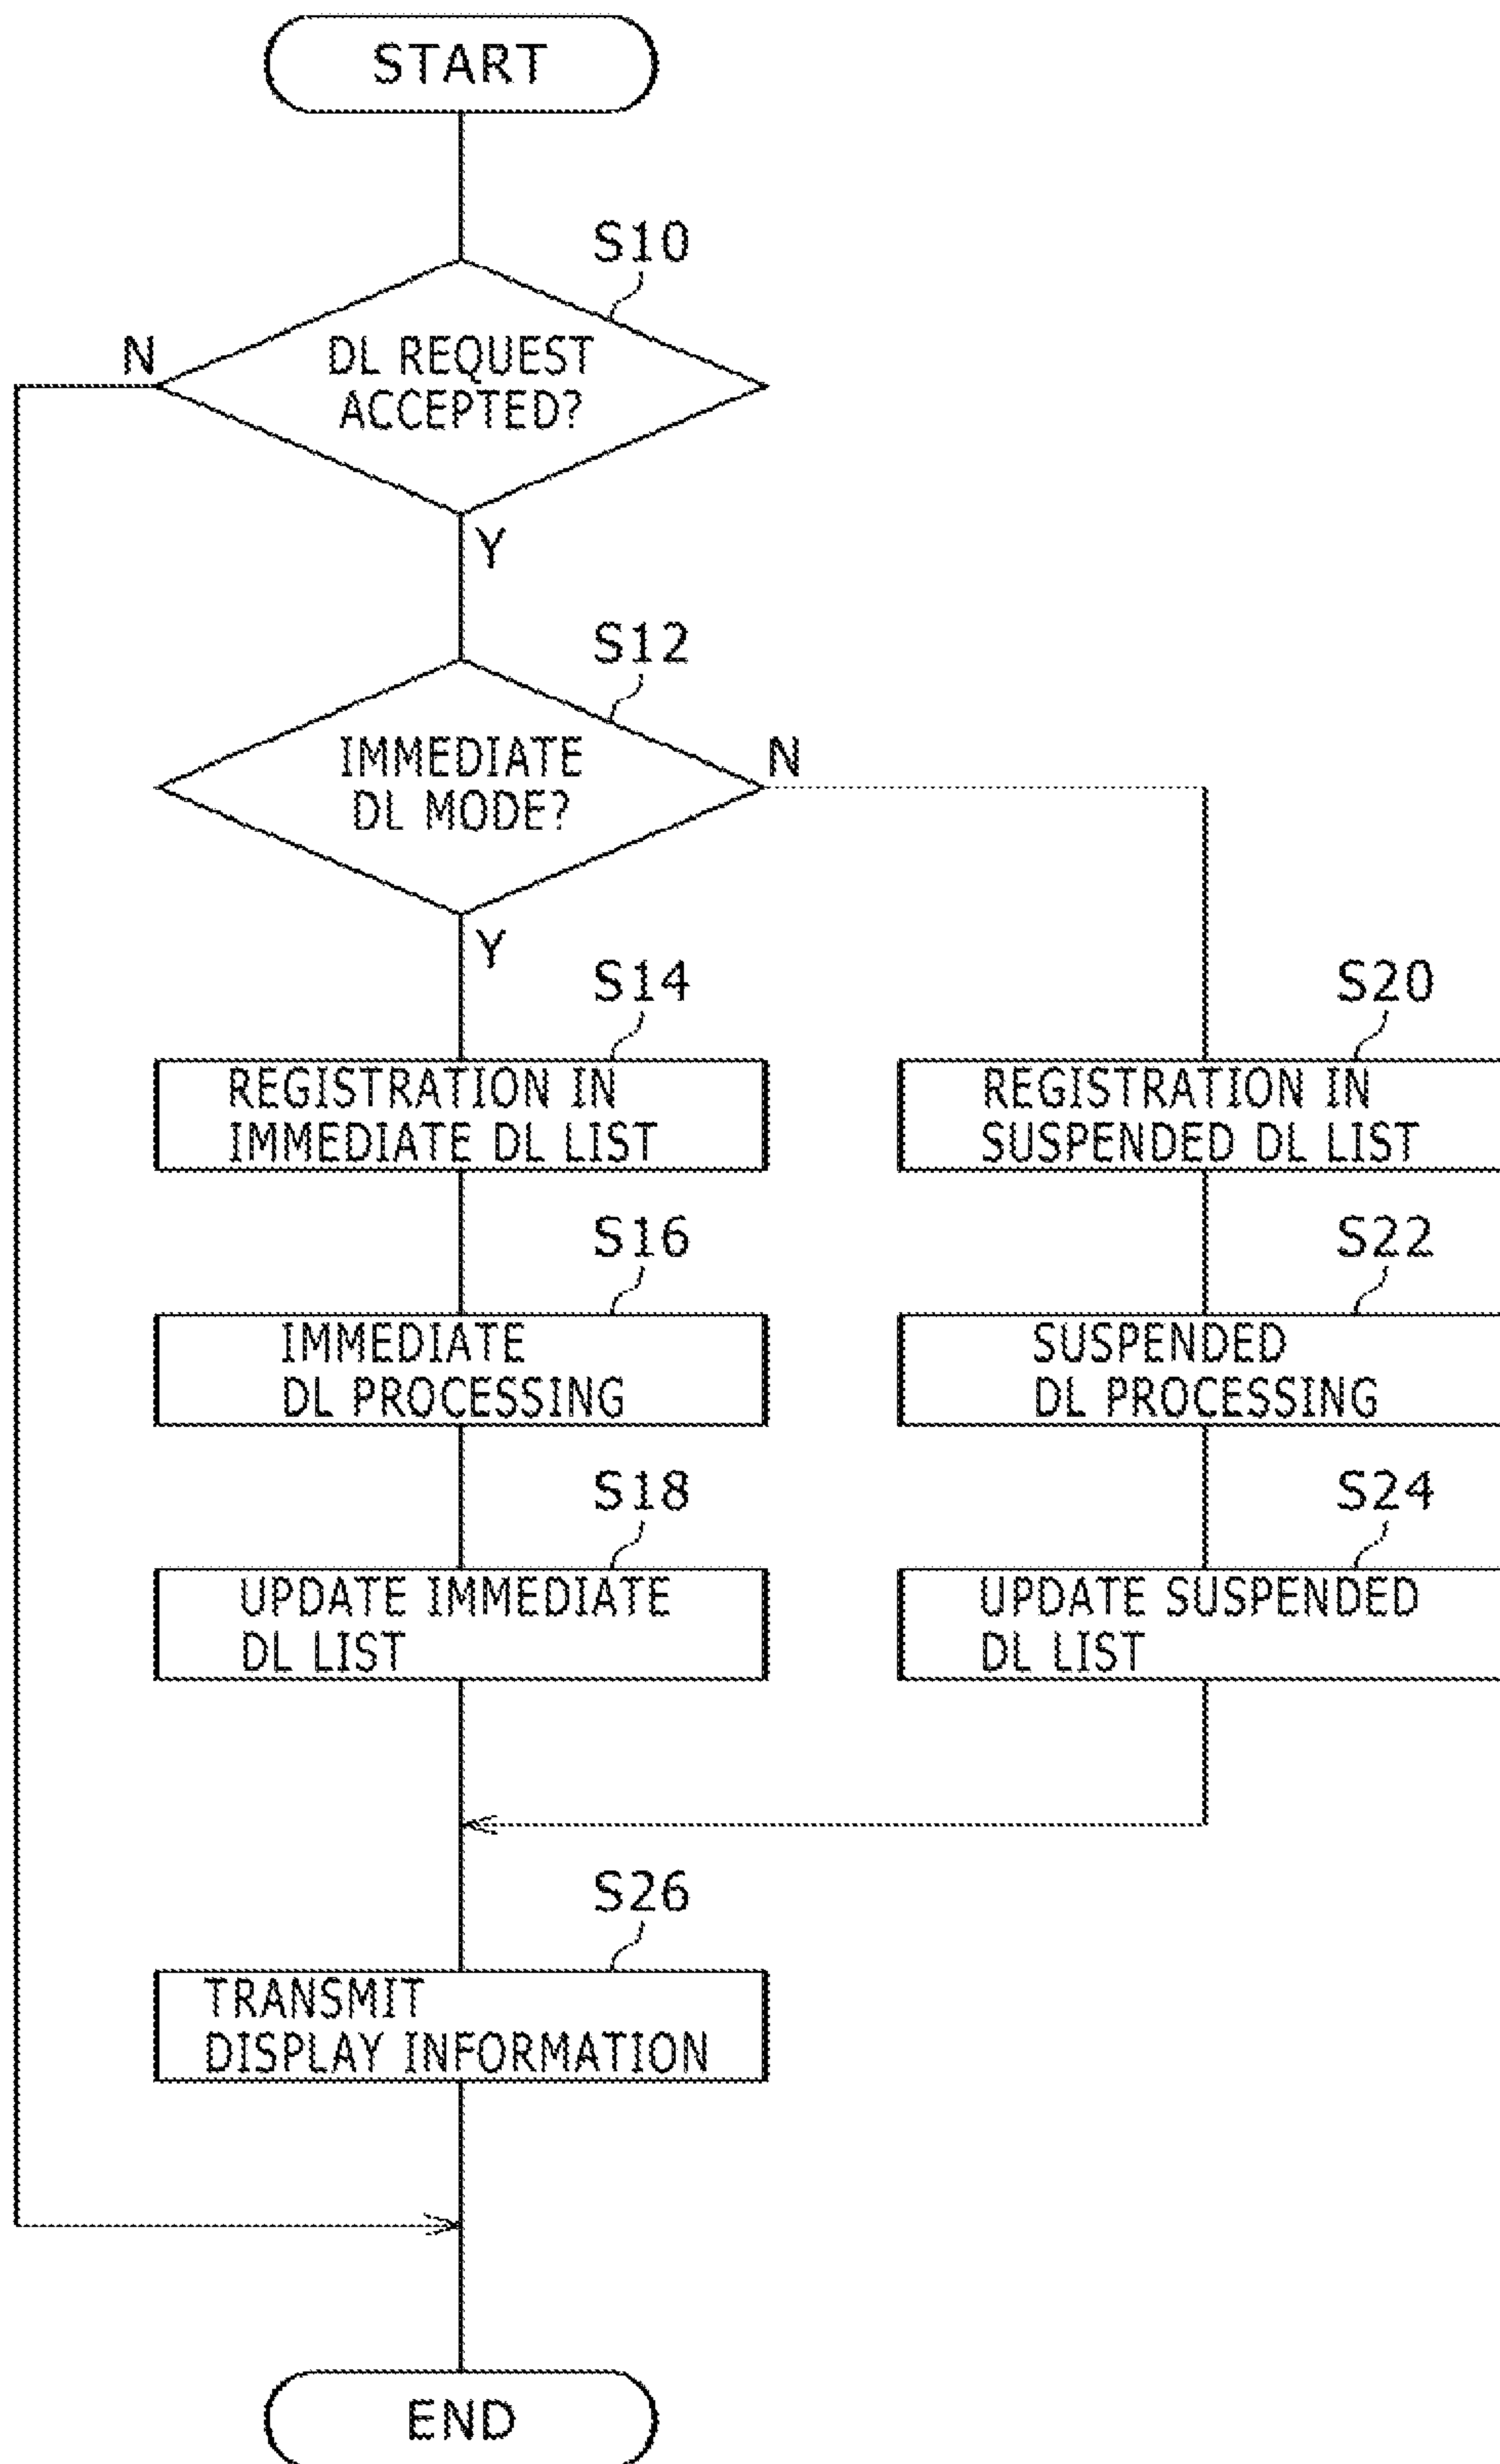 START
S10
N
DL REQUEST
ACCEPTED?
Y
S12
IMMEDIATE
DL MODE?
N
Y
S14
REGISTRATION IN
IMMEDIATE DL LIST
S20
REGISTRATION IN
SUSPENDED DL LIST
S16
IMMEDIATE
DL PROCESSING
S22
SUSPENDED
DL PROCESSING
S18
UPDATE IMMEDIATE
DL LIST
S24
UPDATE SUSPENDED
DL LIST
S26
TRANSMIT
DISPLAY INFORMATION
END